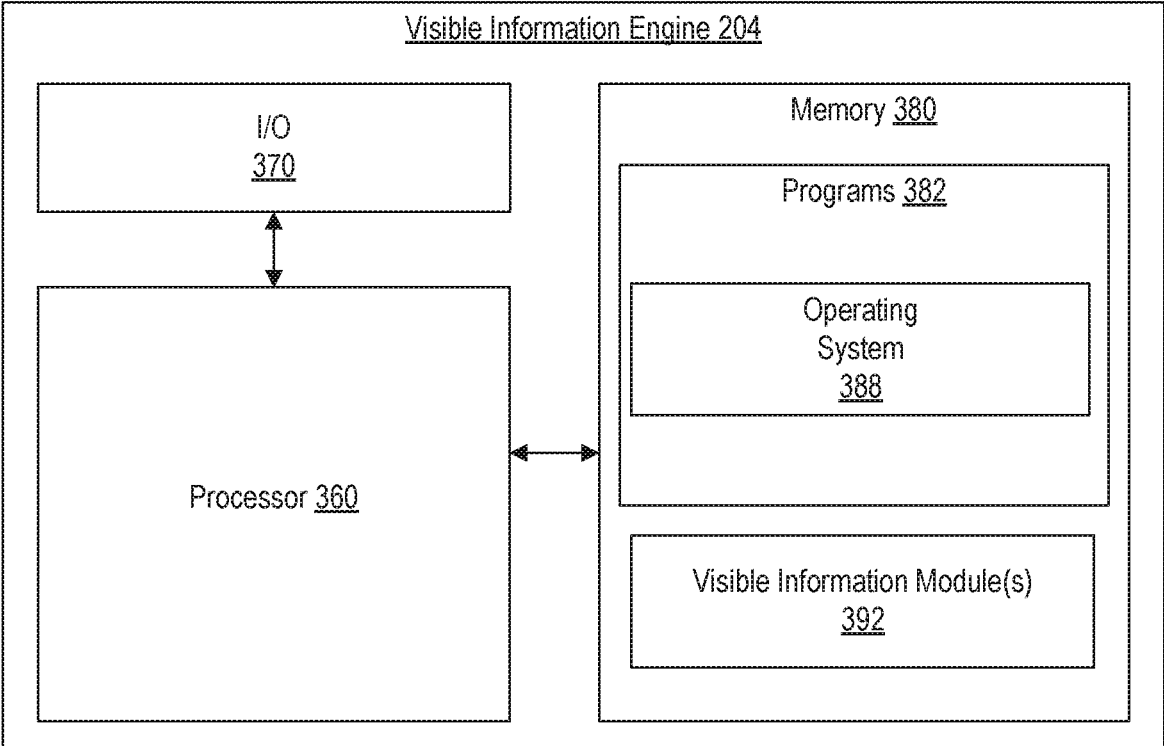 Visible Information Engine 204
I/O
370
Processor 360
Memory 380
Programs 382
Operating
System
388
Visible Information Module(s)
392